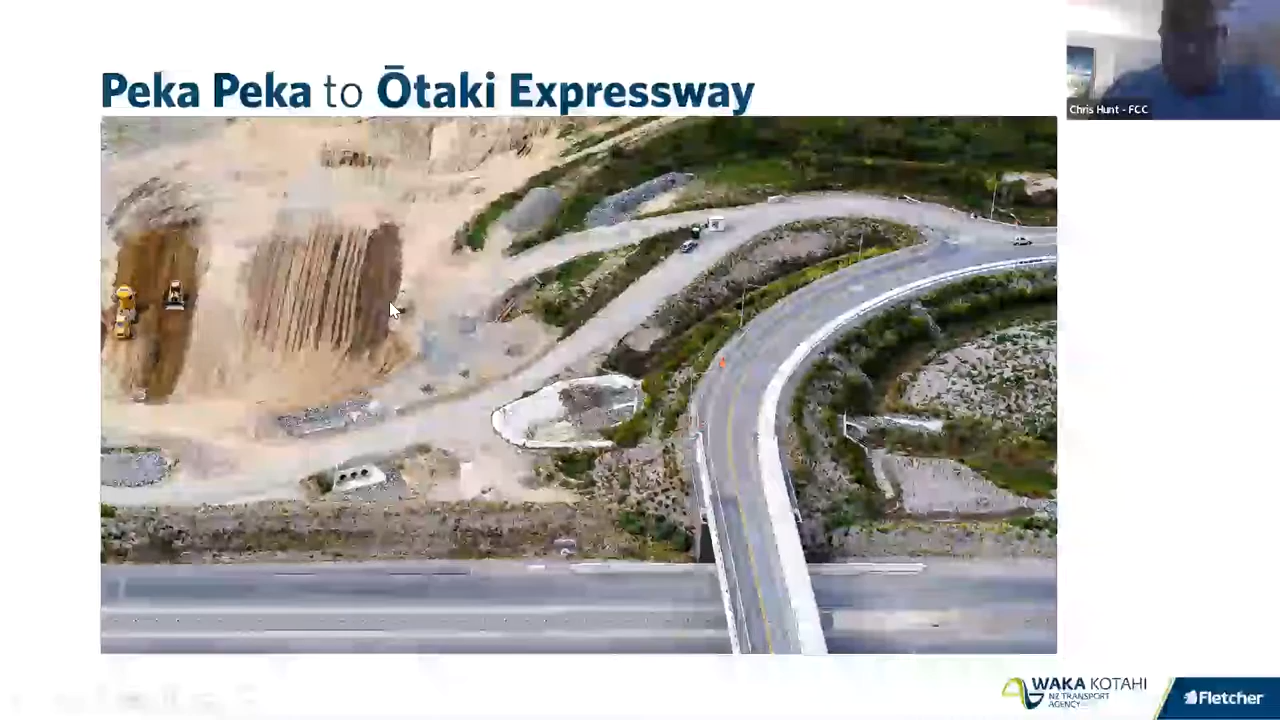 Peka Peka to Ōtaki Expressway
Chris Hunt - FCC
WAKA KOTAHI
NZ TRANSPORT
AGENCY
Fletcher